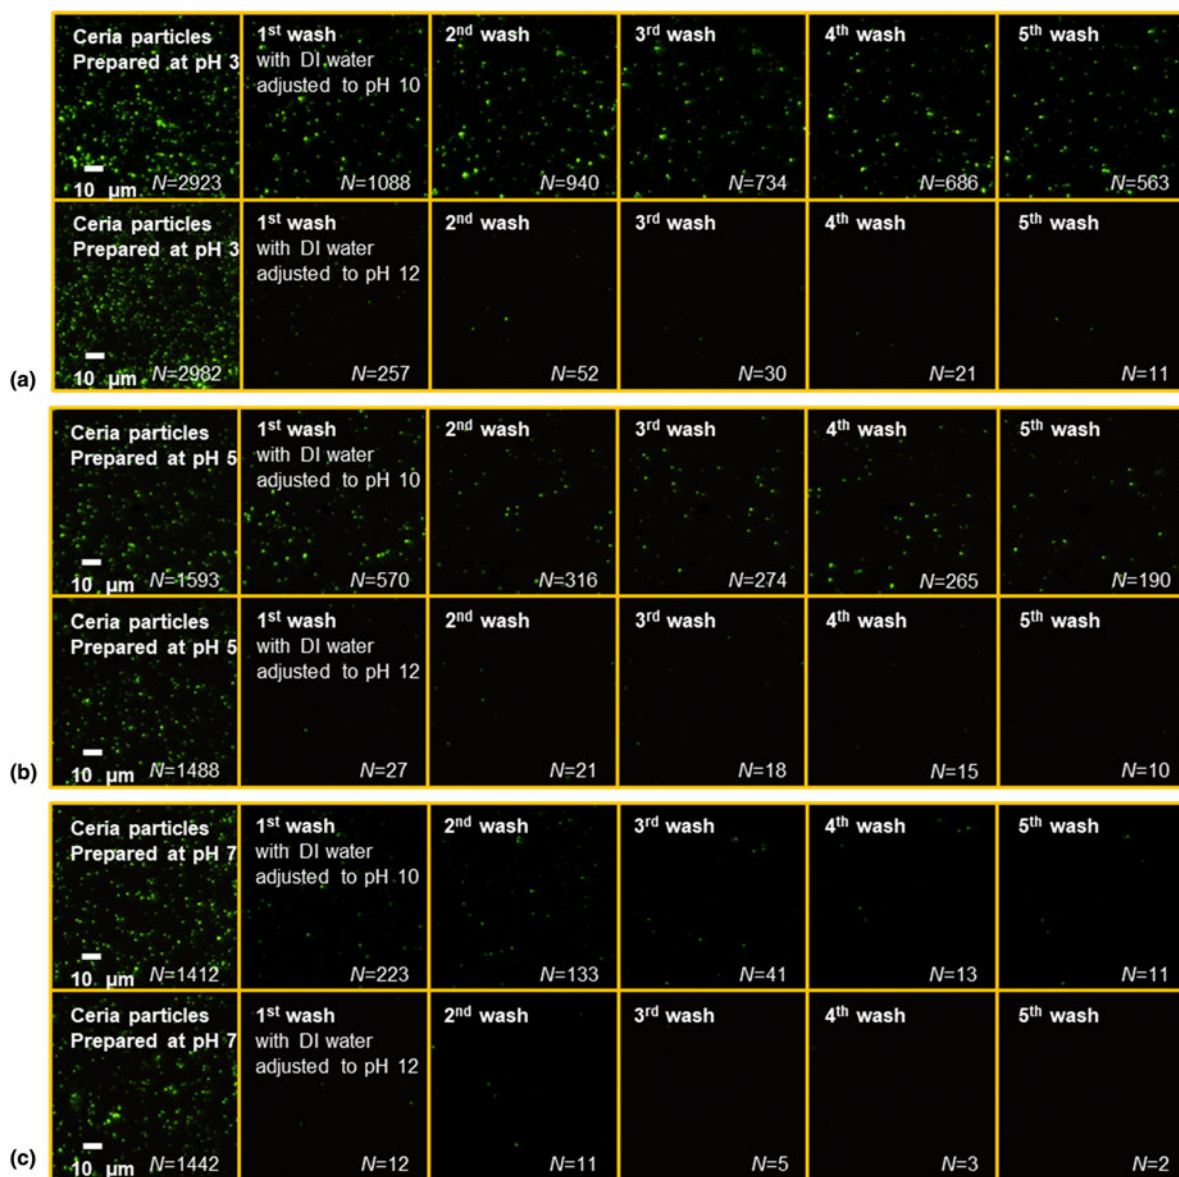 Ceria particles
Prepared at pH 3
10 µm
N=2923
1st wash
with DI water
adjusted to pH 10
N=1088
2nd wash
N=940
3rd wash
N=734
4th wash
N=686
5th wash
N=563
(a)
Ceria particles
Prepared at pH 3
10 µm
N=2982
1st wash
with DI water
adjusted to pH 12
N=257
2nd wash
N=52
3rd wash
N=30
4th wash
N=21
5th wash
N=11
Ceria particles
Prepared at pH 5
10 µm
N=1593
1st wash
with DI water
adjusted to pH 10
N=570
2nd wash
N=316
3rd wash
N=274
4th wash
N=265
5th wash
N=190
(b)
Ceria particles
Prepared at pH 5
10 µm
N=1488
1st wash
with DI water
adjusted to pH 12
N=27
2nd wash
N=21
3rd wash
N=18
4th wash
N=15
5th wash
N=10
Ceria particles
Prepared at pH 7
10 µm
N=1412
1st wash
with DI water
adjusted to pH 10
N=223
2nd wash
N=133
3rd wash
N=41
4th wash
N=13
5th wash
N=11
(c)
Ceria particles
Prepared at pH 7
10 µm
N=1442
1st wash
with DI water
adjusted to pH 12
N=12
2nd wash
N=11
3rd wash
N=5
4th wash
N=3
5th wash
N=2